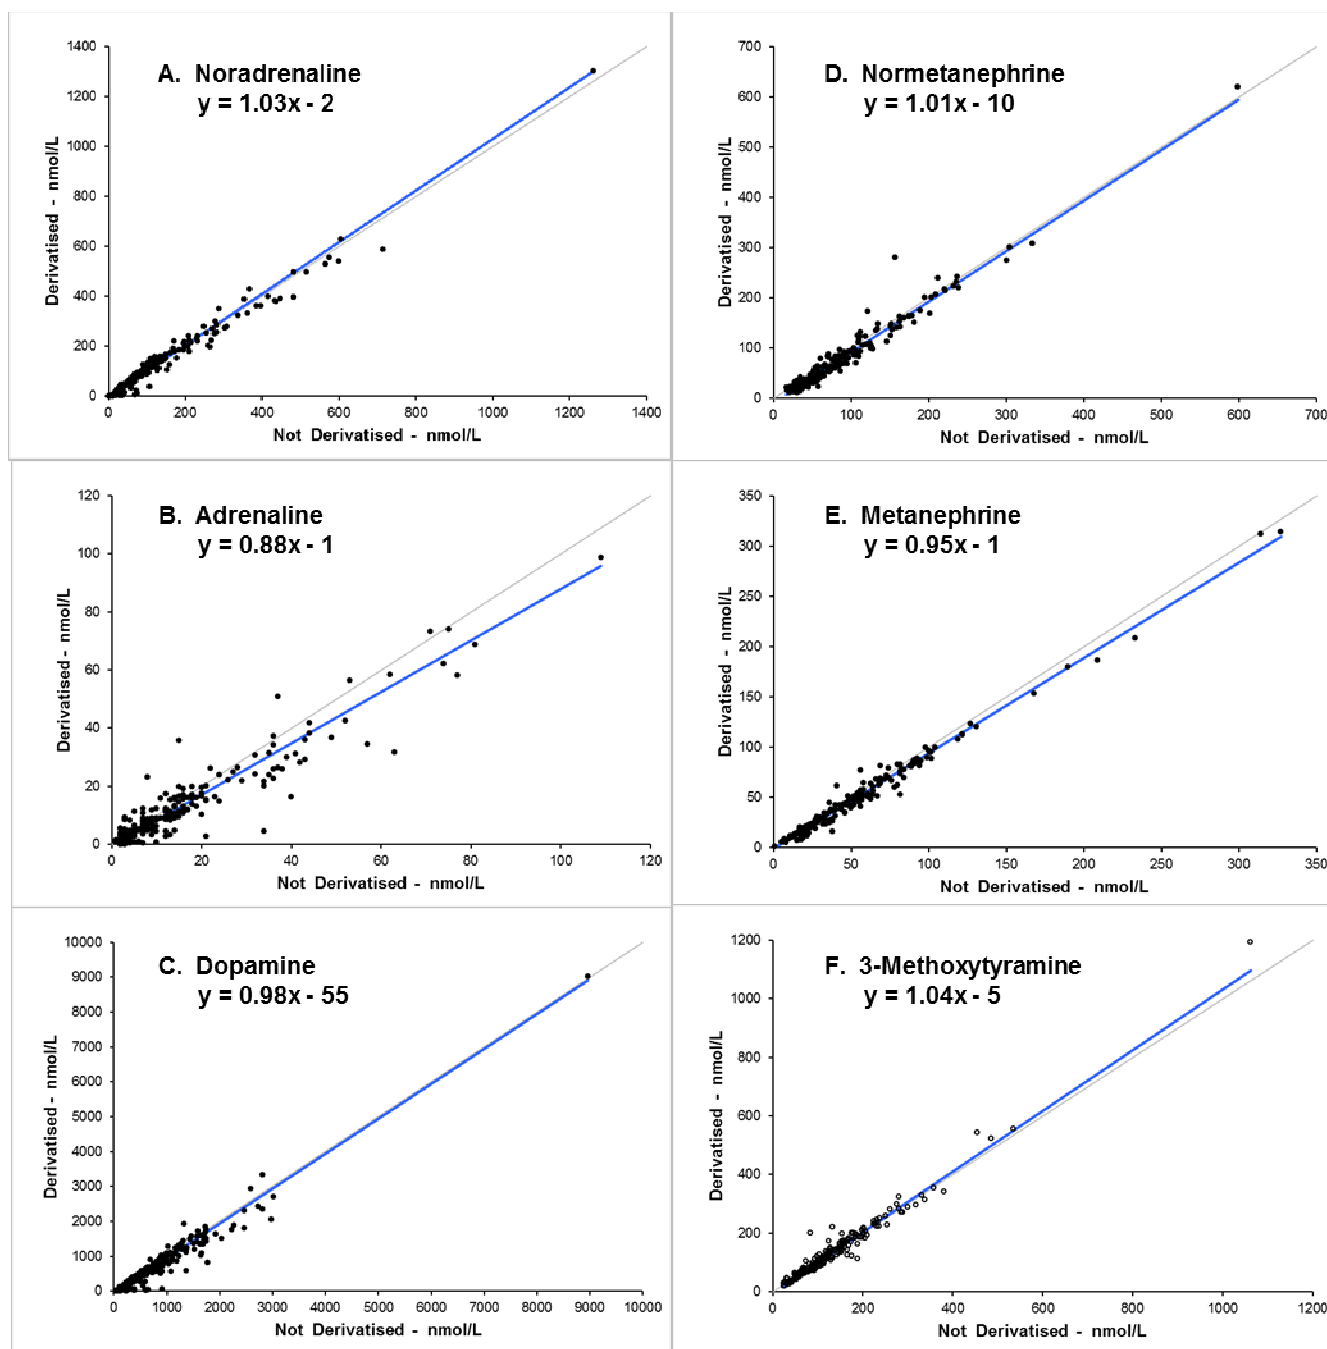 A. Noradrenaline
y = 1.03x - 2
Derivatised - nmol/L
1400
1200
1000
800
600
400
200
0
0 200 400 600 800 1000 1200 1400
Not Derivatised - nmol/L
D. Normetanephrine
y = 1.01x - 10
Derivatised - nmol/L
700
600
500
400
300
200
100
0
0 100 200 300 400 500 600 700
Not Derivatised - nmol/L
B. Adrenaline
y = 0.88x - 1
Derivatised - nmol/L
120
100
80
60
40
20
0
0 20 40 60 80 100 120
Not Derivatised - nmol/L
E. Metanephrine
y = 0.95x - 1
Derivatised - nmol/L
350
300
250
200
150
100
50
0
0 50 100 150 200 250 300 350
Not Derivatised - nmol/L
C. Dopamine
y = 0.98x - 55
Derivatised - nmol/L
10000
9000
8000
7000
6000
5000
4000
3000
2000
1000
0
0 1000 2000 3000 4000 5000 6000 7000 8000 9000 10000
Not Derivatised - nmol/L
F. 3-Methoxytyramine
y = 1.04x - 5
Derivatised - nmol/L
1200
1000
800
600
400
200
0
0 200 400 600 800 1000 1200
Not Derivatised - nmol/L